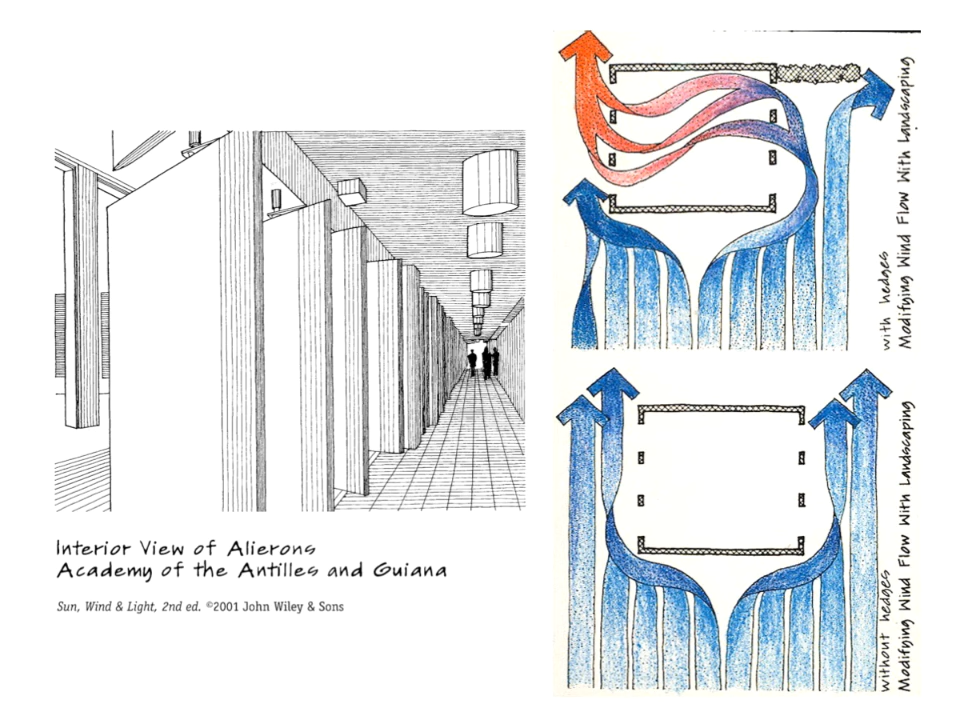 Interior View of Alierons
Academy of the Antilles and Guiana
Sun, Wind & Light, 2nd ed. ©2001 John Wiley & Sons
with hedges
Modifying Wind Flow With Landscaping
without hedges
Modifying Wind Flow With Landscaping